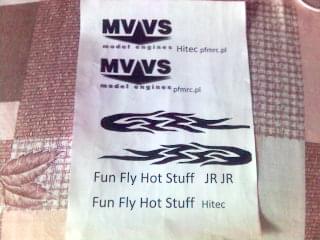 MVVS
model engines Hitec pfmrc.pl
MVVS
model engines pfmrc.pl
Fun Fly Hot Stuff JR JR
Fun Fly Hot Stuff Hitec